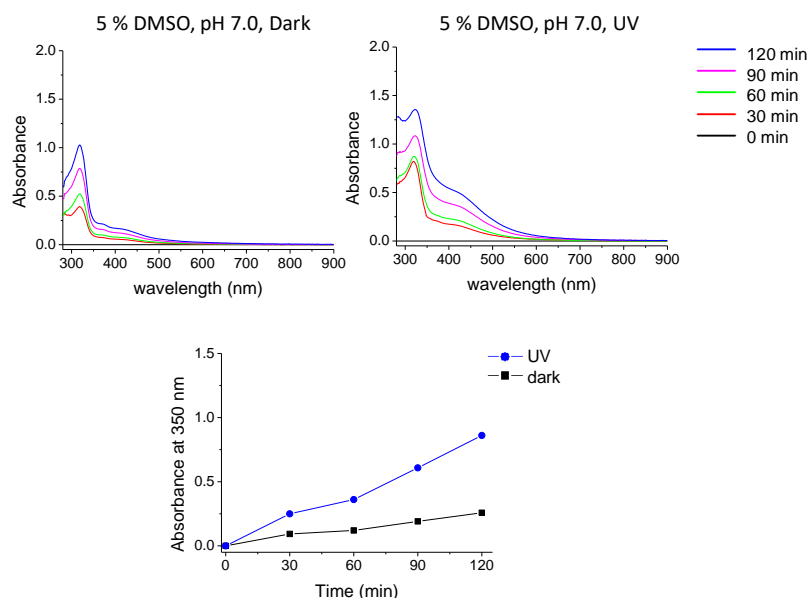 5 % DMSO, pH 7.0, Dark
5 % DMSO, pH 7.0, UV
2.0
1.5
1.0
0.5
0.0
Absorbance
300 400 500 600 700 800 900
wavelength (nm)
2.0
1.5
1.0
0.5
0.0
Absorbance
300 400 500 600 700 800 900
wavelength (nm)
120 min
90 min
60 min
30 min
0 min
1.5
1.0
0.5
0.0
Absorbance at 350 nm
0 30 60 90 120
Time (min)
UV
dark